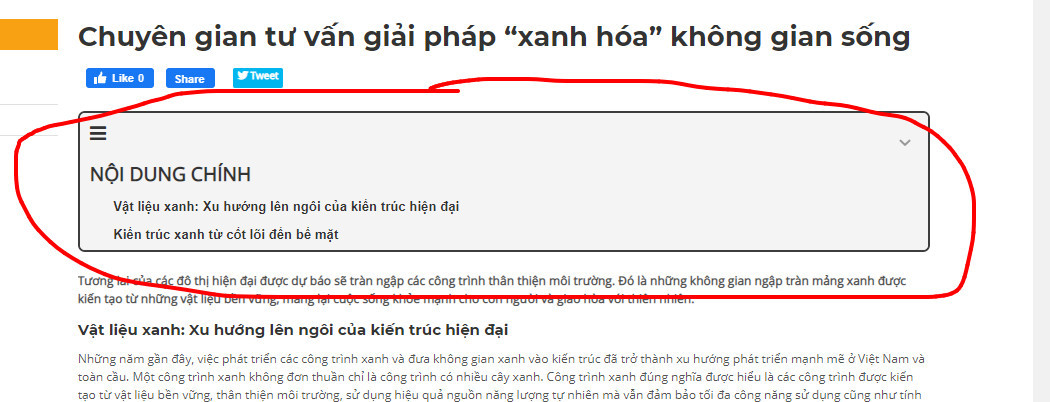 Chuyên gian tư vấn giải pháp “xanh hóa” không gian sống
Like 0 Share Tweet
NỘI DUNG CHÍNH
Vật liệu xanh: Xu hướng lên ngôi của kiến trúc hiện đại
Kiến trúc xanh từ cốt lõi đến bề mặt
Tương lai của các đô thị hiện đại được dự báo sẽ tràn ngập các công trình thân thiện môi trường. Đó là những không gian ngập tràn mảng xanh được
kiến tạo từ những vật liệu bền vững, mang lại cuộc sống khỏe mạnh cho con người và giao hòa với thiên nhiên.
Vật liệu xanh: Xu hướng lên ngôi của kiến trúc hiện đại
Những năm gần đây, việc phát triển các công trình xanh và đưa không gian xanh vào kiến trúc đã trở thành xu hướng phát triển mạnh mẽ ở Việt Nam và
toàn cầu. Một công trình xanh không đơn thuần chỉ là công trình có nhiều cây xanh. Công trình xanh đúng nghĩa được hiểu là các công trình được kiến
tạo từ vật liệu bền vững, thân thiện môi trường, sử dụng hiệu quả nguồn năng lượng tự nhiên mà vẫn đảm bảo tối đa công năng sử dụng cũng như tính